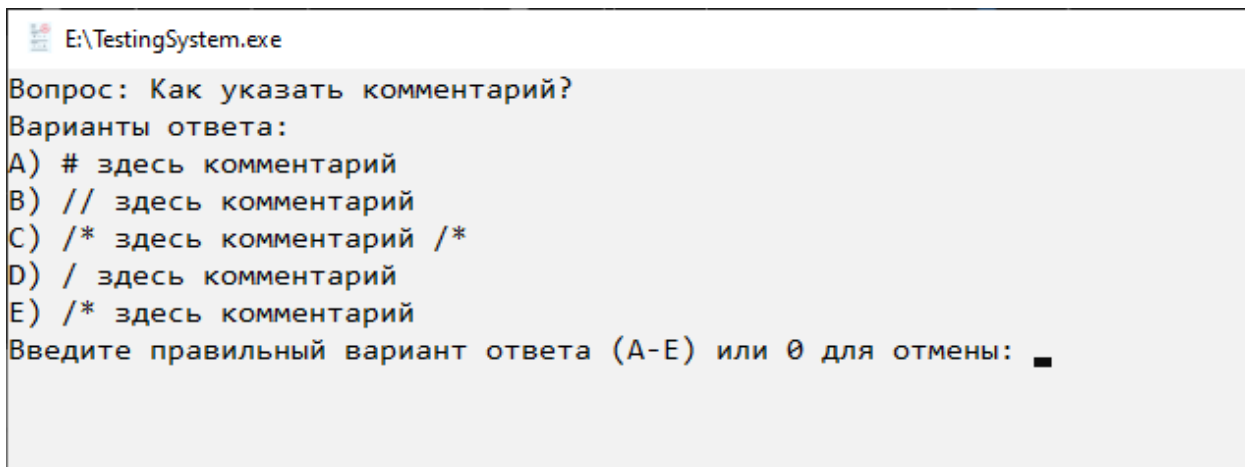 E:\TestingSystem.exe
Вопрос: Как указать комментарий?
Варианты ответа:
A) # здесь комментарий
B) // здесь комментарий
C) /* здесь комментарий /*
D) / здесь комментарий
E) /* здесь комментарий
Введите правильный вариант ответа (A-E) или 0 для отмены: